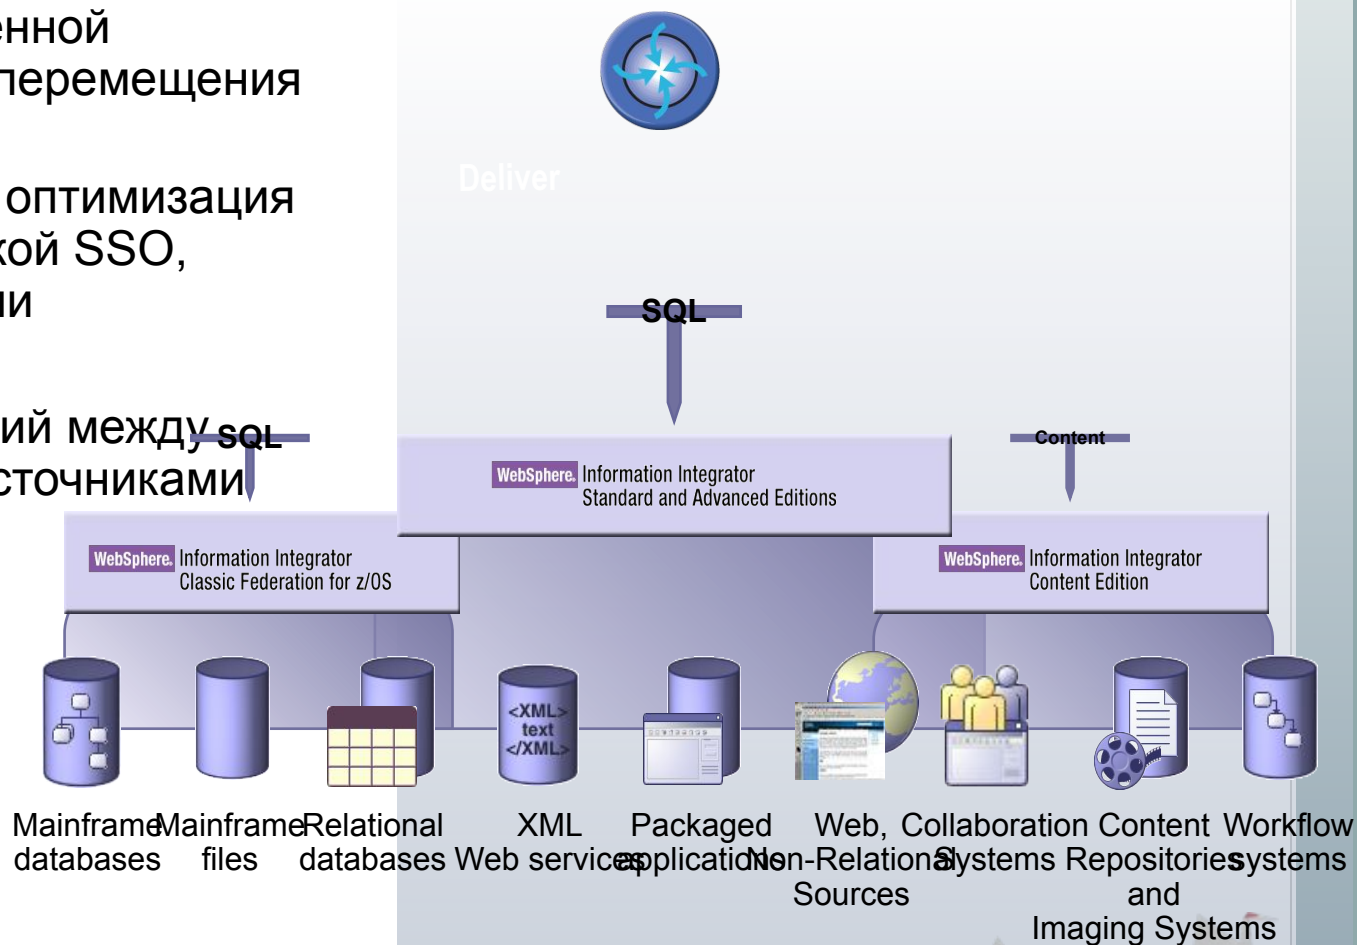 енной
перемещения
оптимизация
кой SSO,
ии
ий между
сточниками
Deliver
SQL
SQL
Content
WebSphere. Information Integrator
Standard and Advanced Editions
WebSphere. Information Integrator
Classic Federation for z/OS
WebSphere. Information Integrator
Content Edition
<XML>
text
</XML>
Mainframe
databases
Mainframe
files
Relational
databases
XML
Web services
Packaged
applications
Web,
Non-Relational
Sources
Collaboration
Systems
Content
Repositories
and
Imaging Systems
Workflow
systems